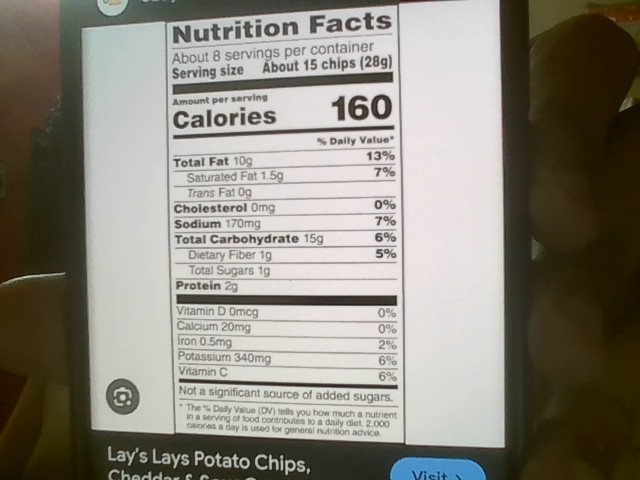 Nutrition Facts
About 8 servings per container
Serving size About 15 chips (28g)
Amount per serving
Calories 160
% Daily Value*
Total Fat 10g 13%
Saturated Fat 1.5g 7%
Trans Fat 0g
Cholesterol 0mg 0%
Sodium 170mg 7%
Total Carbohydrate 15g 6%
Dietary Fiber 1g 5%
Total Sugars 1g
Protein 2g
Vitamin D 0mcg 0%
Calcium 20mg 0%
Iron 0.5mg 2%
Potassium 340mg 6%
Vitamin C 6%
Not a significant source of added sugars.
* The % Daily Value (DV) tells you how much a nutrient
in a serving of food contributes to a daily diet. 2,000
calories a day is used for general nutrition advice.
Lay's Lays Potato Chips,
Cheddar &
Visit >